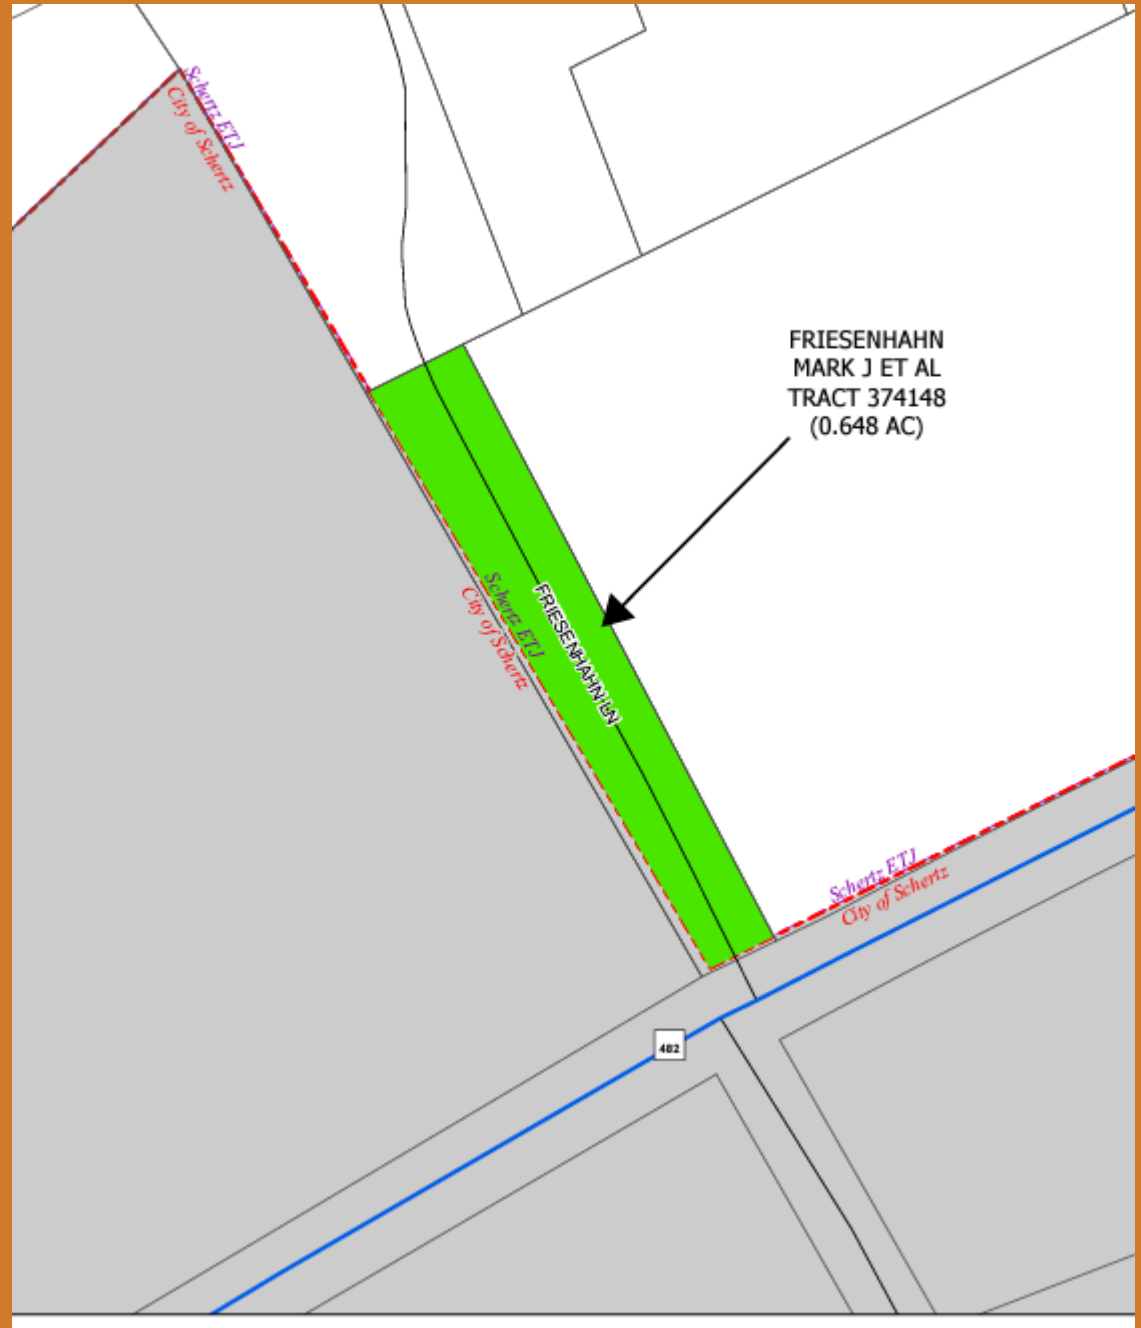 Schertz ETJ
City of Schertz
FRIESENHAHN
MARK J ET AL
TRACT 374148
(0.648 AC)
Schertz ETJ
City of Schertz
FRIESENHAHN LN
Schertz ETJ
City of Schertz
482